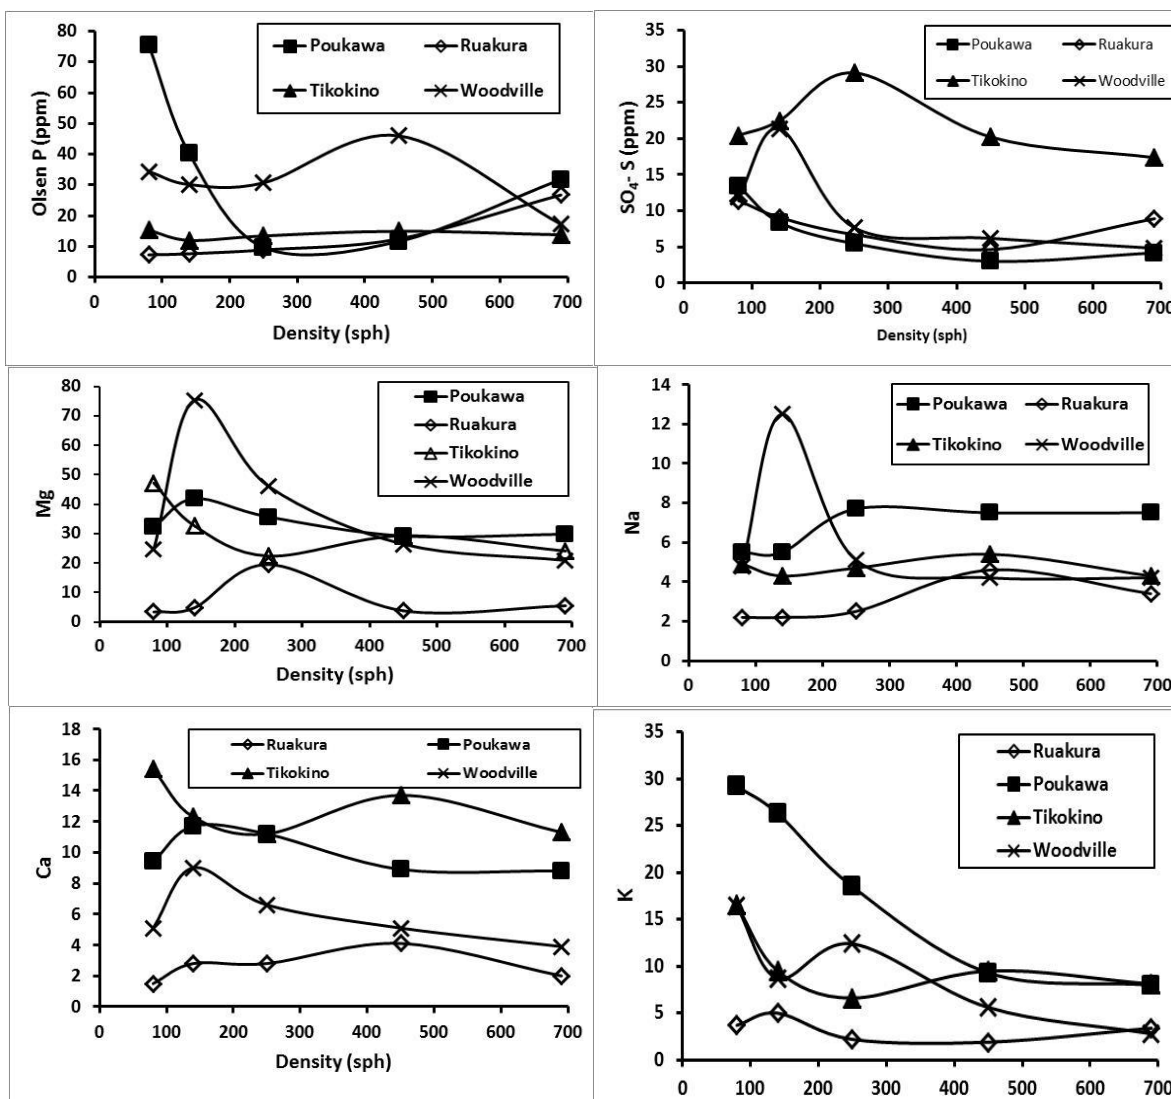 80
70
60
50
40
30
20
10
0
Olsen P (ppm)
Poukawa Ruakura
Tikokino Woodville
0 100 200 300 400 500 600 700
Density (sph)
35
30
25
20
15
10
5
0
SO₄- S (ppm)
Poukawa Ruakura
Tikokino Woodville
0 100 200 300 400 500 600 700
Density (sph)
80
70
60
50
40
30
20
10
0
Mg
Poukawa
Ruakura
Tikokino
Woodville
0 100 200 300 400 500 600 700
Density (sph)
14
12
10
8
6
4
2
0
Na
Poukawa Ruakura
Tikokino Woodville
0 100 200 300 400 500 600 700
18
16
14
12
10
8
6
4
2
0
Ca
Ruakura Poukawa
Tikokino Woodville
0 100 200 300 400 500 600 700
Density (sph)
35
30
25
20
15
10
5
0
K
Ruakura
Poukawa
Tikokino
Woodville
0 100 200 300 400 500 600 700